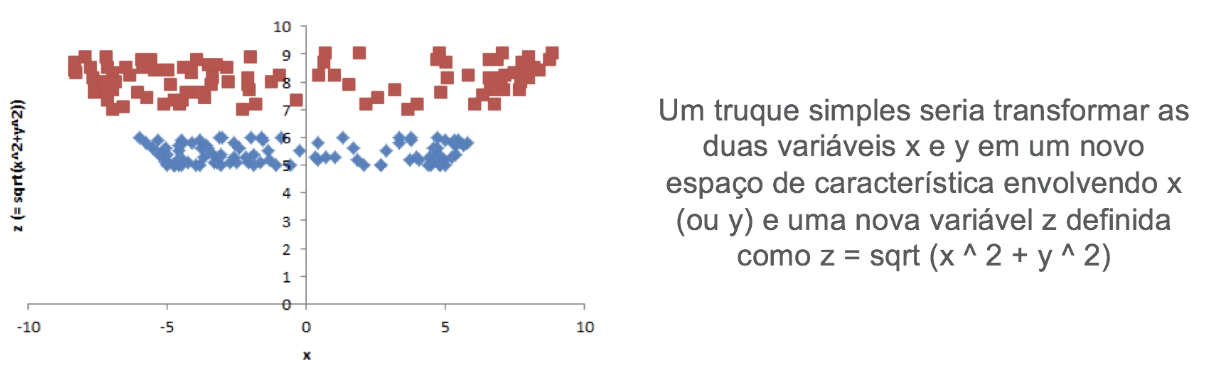 10
9
8
7
6
5
4
3
2
1
0
z (= sqrt(x^2+y^2))
-10 -5 0 5 10
x
Um truque simples seria transformar as
duas variáveis x e y em um novo
espaço de característica envolvendo x
(ou y) e uma nova variável z definida
como z = sqrt (x ^ 2 + y ^ 2)